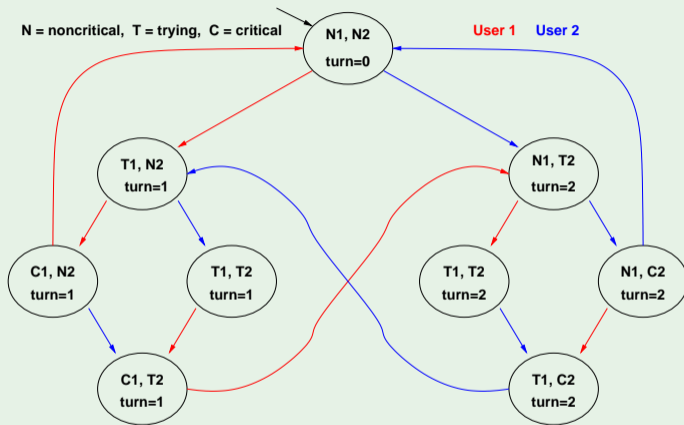 N = noncritical, T = trying, C = critical
User 1 User 2
N1, N2
turn=0
T1, N2
turn=1
N1, T2
turn=2
C1, N2
turn=1
T1, T2
turn=1
T1, T2
turn=2
N1, C2
turn=2
C1, T2
turn=1
T1, C2
turn=2